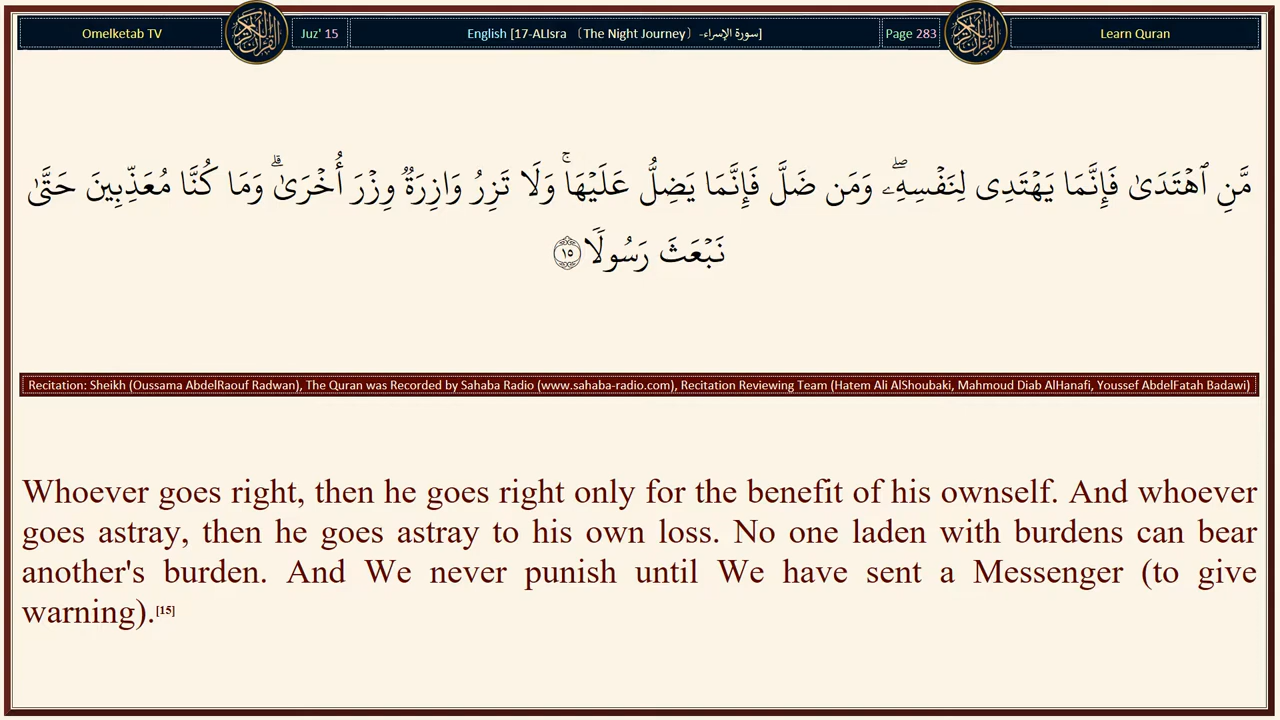 Omelketab TV
Juz' 15
English [17-ALIsra 〔The Night Journey〕 -سورة الإسراء]
Page 283
Learn Quran
مَّنِ ٱهْتَدَىٰ فَإِنَّمَا يَهْتَدِى لِنَفْسِهِۦۖ وَمَن ضَلَّ فَإِنَّمَا يَضِلُّ عَلَيْهَاۚ وَلَا تَزِرُ وَازِرَةٌۭ وِزْرَ أُخْرَىٰۗ وَمَا كُنَّا مُعَذِّبِينَ حَتَّىٰ
نَبْعَثَ رَسُولًۭا ١٥
Recitation: Sheikh (Oussama AbdelRaouf Radwan), The Quran was Recorded by Sahaba Radio (www.sahaba-radio.com), Recitation Reviewing Team (Hatem Ali AlShoubaki, Mahmoud Diab AlHanafi, Youssef AbdelFatah Badawi)
Whoever goes right, then he goes right only for the benefit of his ownself. And whoever
goes astray, then he goes astray to his own loss. No one laden with burdens can bear
another's burden. And We never punish until We have sent a Messenger (to give
warning).[15]